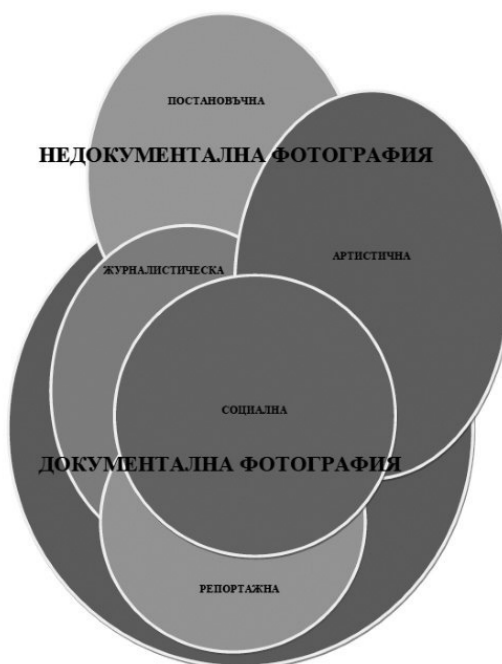 ПОСТАНОВЪЧНА
НЕДОКУМЕНТАЛНА ФОТОГРАФИЯ
АРТИСТИЧНА
ЖУРНАЛИСТИЧЕСКА
СОЦИАЛНА
ДОКУМЕНТАЛНА ФОТОГРАФИЯ
РЕПОРТАЖНА